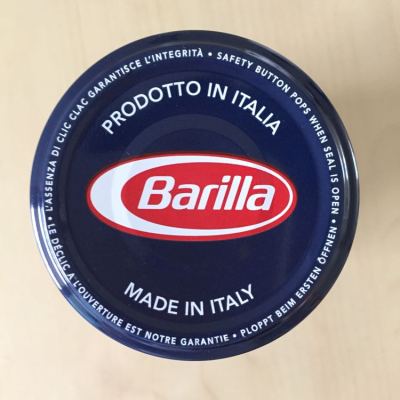 L'ASSENZA DI CLIC CLAC GARANTISCE L'INTEGRITÀ • SAFETY BUTTON POPS WHEN SEAL IS OPEN • PLOPPT BEIM ERSTEN ÖFFNEN • LE DÉCLIC A L'OUVERTURE EST NOTRE GARANTIE •
PRODOTTO IN ITALIA
Barilla
MADE IN ITALY